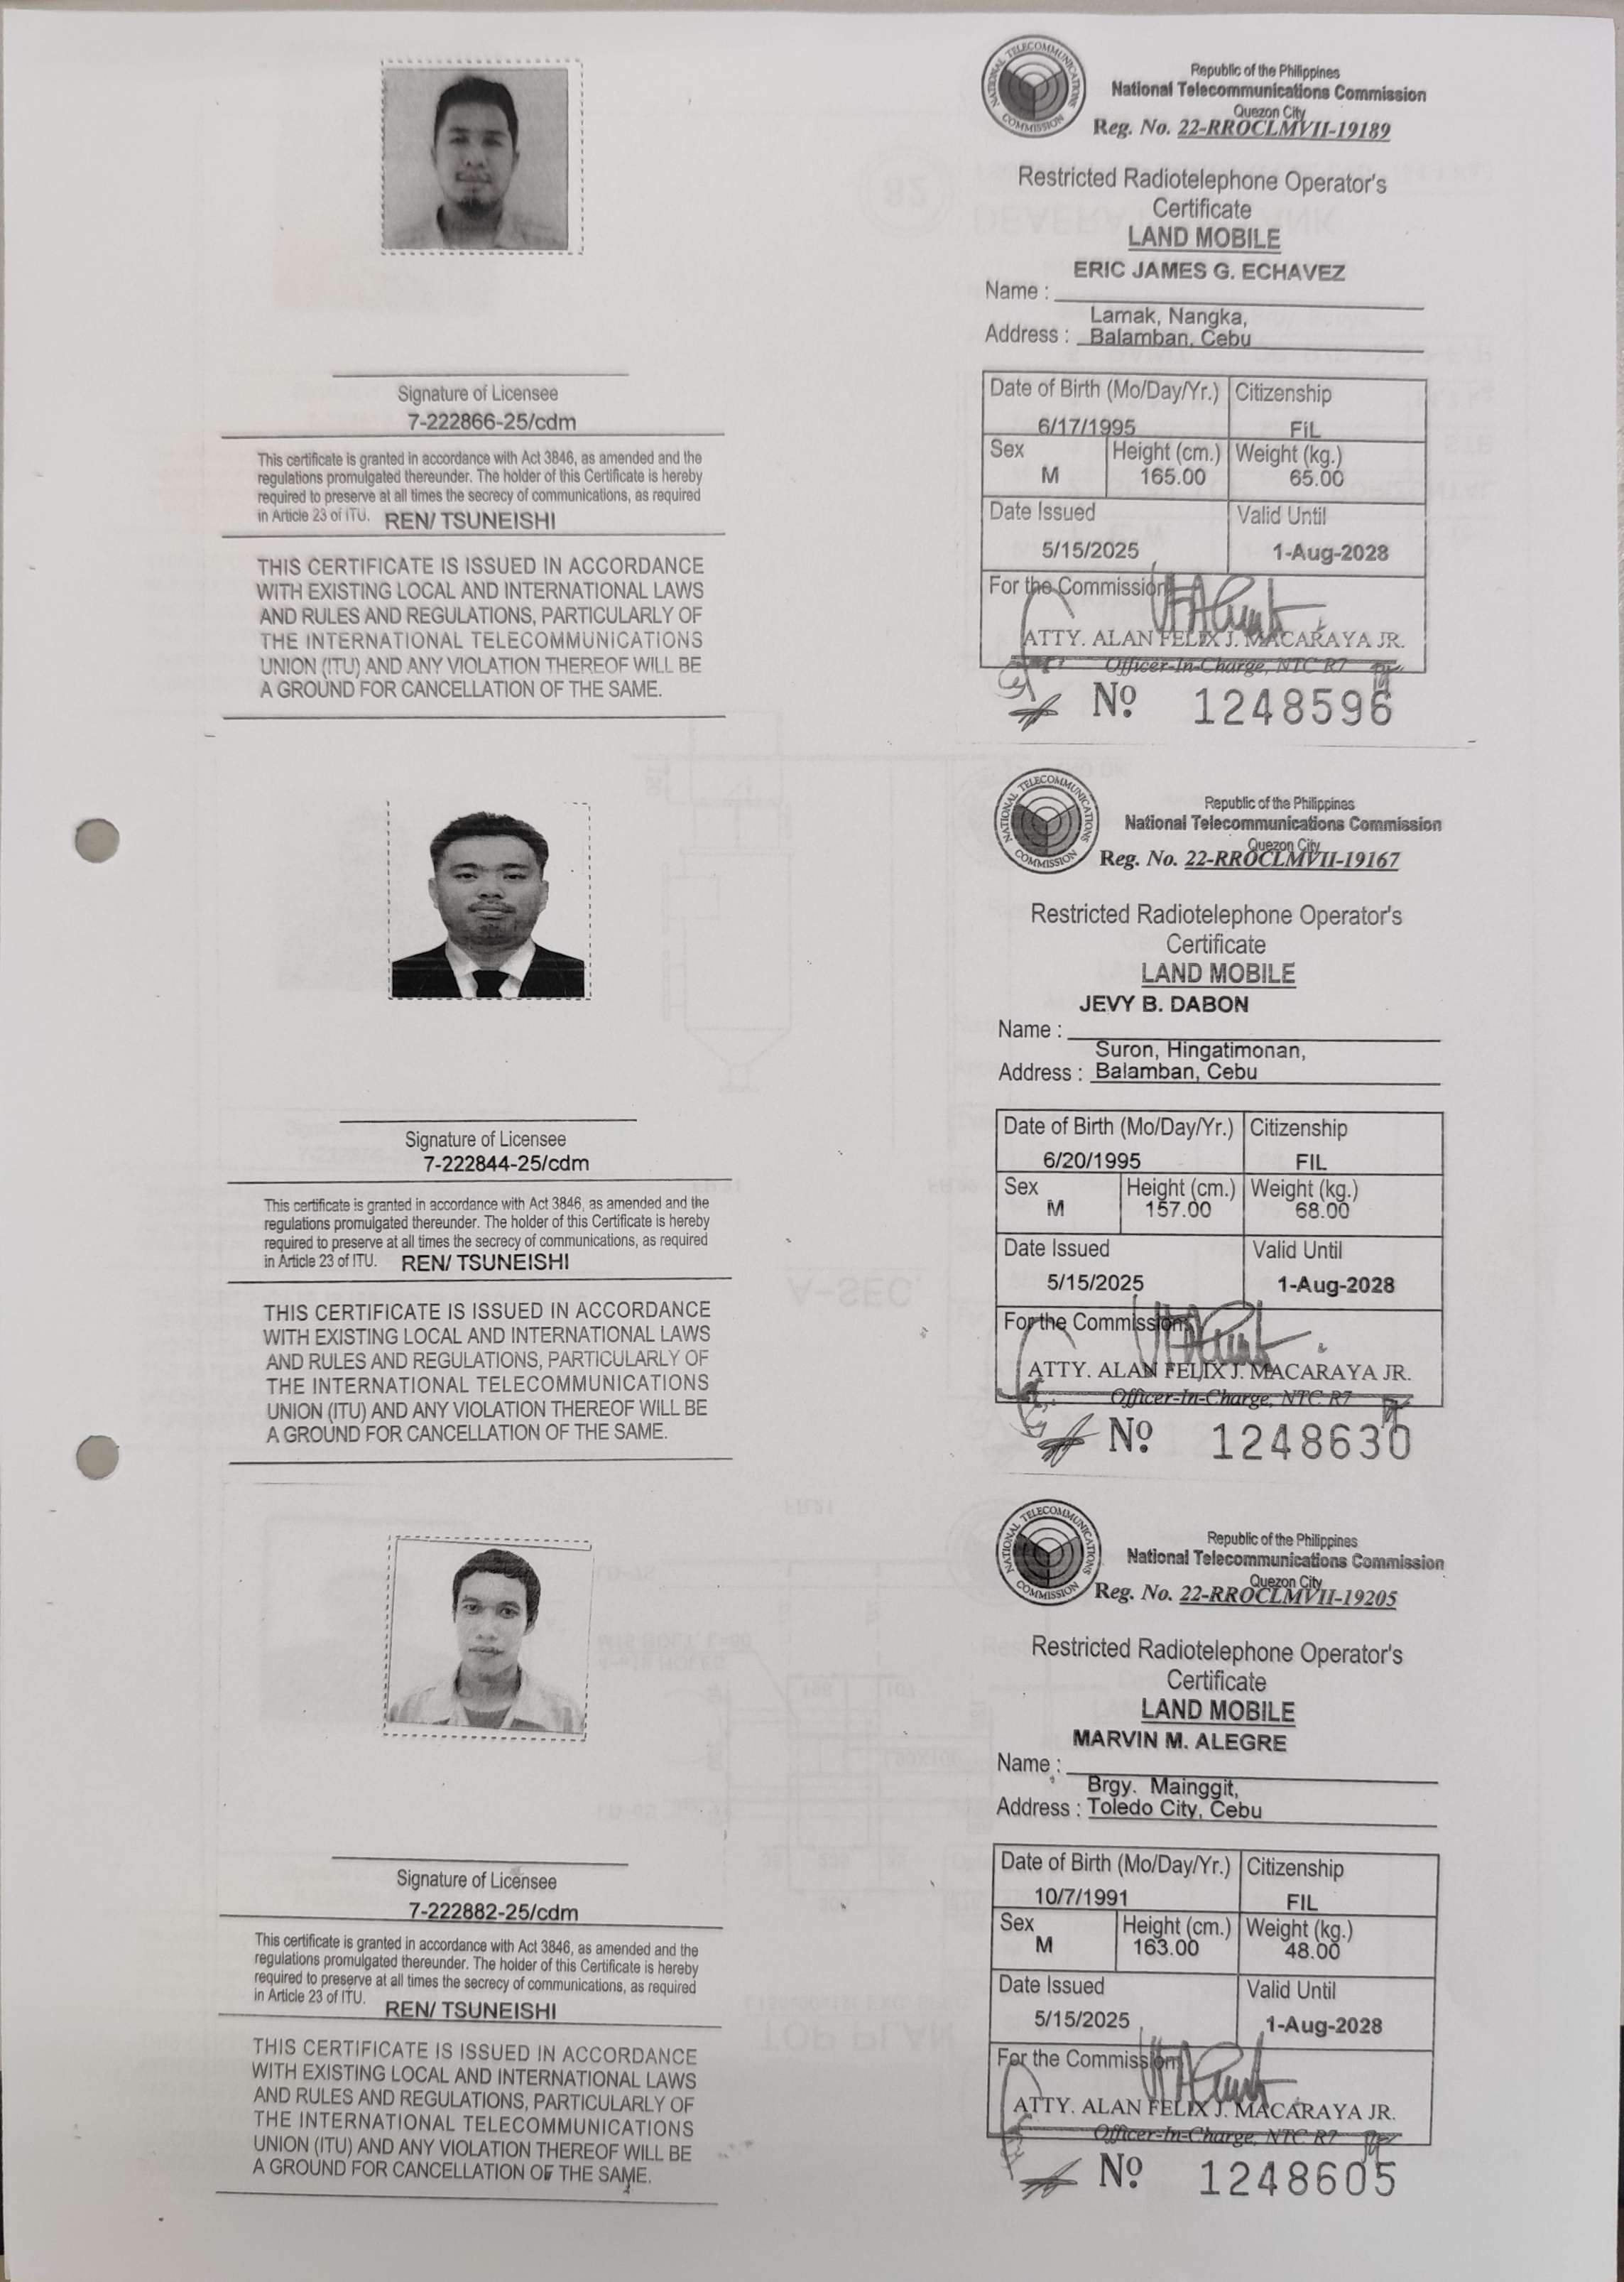 NATIONAL TELECOMMUNICATIONS COMMISSION
Republic of the Philippines
National Telecommunications Commission
Quezon City
Reg. No. 22-RROCLMVII-19189
Restricted Radiotelephone Operator's
Certificate
LAND MOBILE
ERIC JAMES G. ECHAVEZ
Name :
Lamak, Nangka,
Address : Balamban, Cebu
Date of Birth (Mo/Day/Yr.) Citizenship
6/17/1995 FIL
Sex Height (cm.) Weight (kg.)
M 165.00 65.00
Date Issued Valid Until
5/15/2025 1-Aug-2028
For the Commission
ATTY. ALAN FELIX J. MACARAYA JR.
Officer-In-Charge, NTC R7
Nº 1248596
Signature of Licensee
7-222866-25/cdm
This certificate is granted in accordance with Act 3846, as amended and the
regulations promulgated thereunder. The holder of this Certificate is hereby
required to preserve at all times the secrecy of communications, as required
in Article 23 of ITU. REN/ TSUNEISHI
THIS CERTIFICATE IS ISSUED IN ACCORDANCE
WITH EXISTING LOCAL AND INTERNATIONAL LAWS
AND RULES AND REGULATIONS, PARTICULARLY OF
THE INTERNATIONAL TELECOMMUNICATIONS
UNION (ITU) AND ANY VIOLATION THEREOF WILL BE
A GROUND FOR CANCELLATION OF THE SAME.
NATIONAL TELECOMMUNICATIONS COMMISSION
Republic of the Philippines
National Telecommunications Commission
Quezon City
Reg. No. 22-RROCLMVII-19167
Restricted Radiotelephone Operator's
Certificate
LAND MOBILE
JEVY B. DABON
Name :
Suron, Hingatimonan,
Address : Balamban, Cebu
Date of Birth (Mo/Day/Yr.) Citizenship
6/20/1995 FIL
Sex Height (cm.) Weight (kg.)
M 157.00 68.00
Date Issued Valid Until
5/15/2025 1-Aug-2028
For the Commission
ATTY. ALAN FELIX J. MACARAYA JR.
Officer-In-Charge, NTC R7
Nº 1248630
Signature of Licensee
7-222844-25/cdm
This certificate is granted in accordance with Act 3846, as amended and the
regulations promulgated thereunder. The holder of this Certificate is hereby
required to preserve at all times the secrecy of communications, as required
in Article 23 of ITU. REN/ TSUNEISHI
THIS CERTIFICATE IS ISSUED IN ACCORDANCE
WITH EXISTING LOCAL AND INTERNATIONAL LAWS
AND RULES AND REGULATIONS, PARTICULARLY OF
THE INTERNATIONAL TELECOMMUNICATIONS
UNION (ITU) AND ANY VIOLATION THEREOF WILL BE
A GROUND FOR CANCELLATION OF THE SAME.
NATIONAL TELECOMMUNICATIONS COMMISSION
Republic of the Philippines
National Telecommunications Commission
Quezon City
Reg. No. 22-RROCLMVII-19205
Restricted Radiotelephone Operator's
Certificate
LAND MOBILE
MARVIN M. ALEGRE
Name :
Brgy. Mainggit,
Address : Toledo City, Cebu
Date of Birth (Mo/Day/Yr.) Citizenship
10/7/1991 FIL
Sex Height (cm.) Weight (kg.)
M 163.00 48.00
Date Issued Valid Until
5/15/2025 1-Aug-2028
For the Commission
ATTY. ALAN FELIX J. MACARAYA JR.
Officer-In-Charge, NTC R7
Nº 1248605
Signature of Licensee
7-222882-25/cdm
This certificate is granted in accordance with Act 3846, as amended and the
regulations promulgated thereunder. The holder of this Certificate is hereby
required to preserve at all times the secrecy of communications, as required
in Article 23 of ITU. REN/ TSUNEISHI
THIS CERTIFICATE IS ISSUED IN ACCORDANCE
WITH EXISTING LOCAL AND INTERNATIONAL LAWS
AND RULES AND REGULATIONS, PARTICULARLY OF
THE INTERNATIONAL TELECOMMUNICATIONS
UNION (ITU) AND ANY VIOLATION THEREOF WILL BE
A GROUND FOR CANCELLATION OF THE SAME.